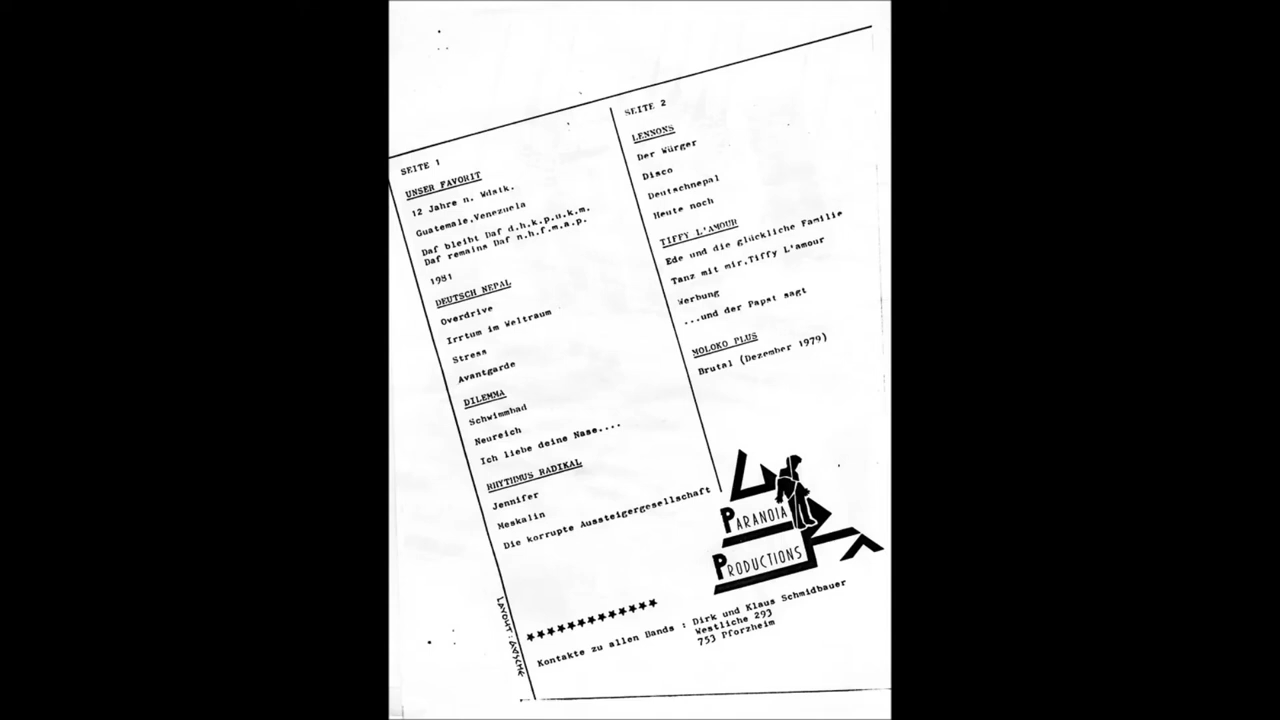 SEITE 1
UNSER FAVORIT
12 Jahre n. Wdstk.
Guatemale,Venezuela
Daf bleibt Daf d.h.k.p.u.k.m.
Daf remains Daf n.h.f.m.a.p.
1981
DEUTSCH NEPAL
Overdrive
Irrtum im Weltraum
Stress
Avantgarde
DILEMMA
Schwimmbad
Neureich
Ich liebe deine Nase....
RHYTHMUS RADIKAL
Jennifer
Meskalin
Die korrupte Aussteigergesellschaft
SEITE 2
LENNONS
Der Würger
Disco
Deutschnepal
Heute noch
TIFFY L'AMOUR
Ede und die glückliche Familie
Tanz mit mir,Tiffy L'amour
Werbung
...und der Papst sagt
MOLOKO PLUS
Brutal (Dezember 1979)
PARANOIA
PRODUCTIONS
*************
Kontakte zu allen Bands : Dirk und Klaus Schmidbauer
Westliche 293
753 Pforzheim
LAYOUT: